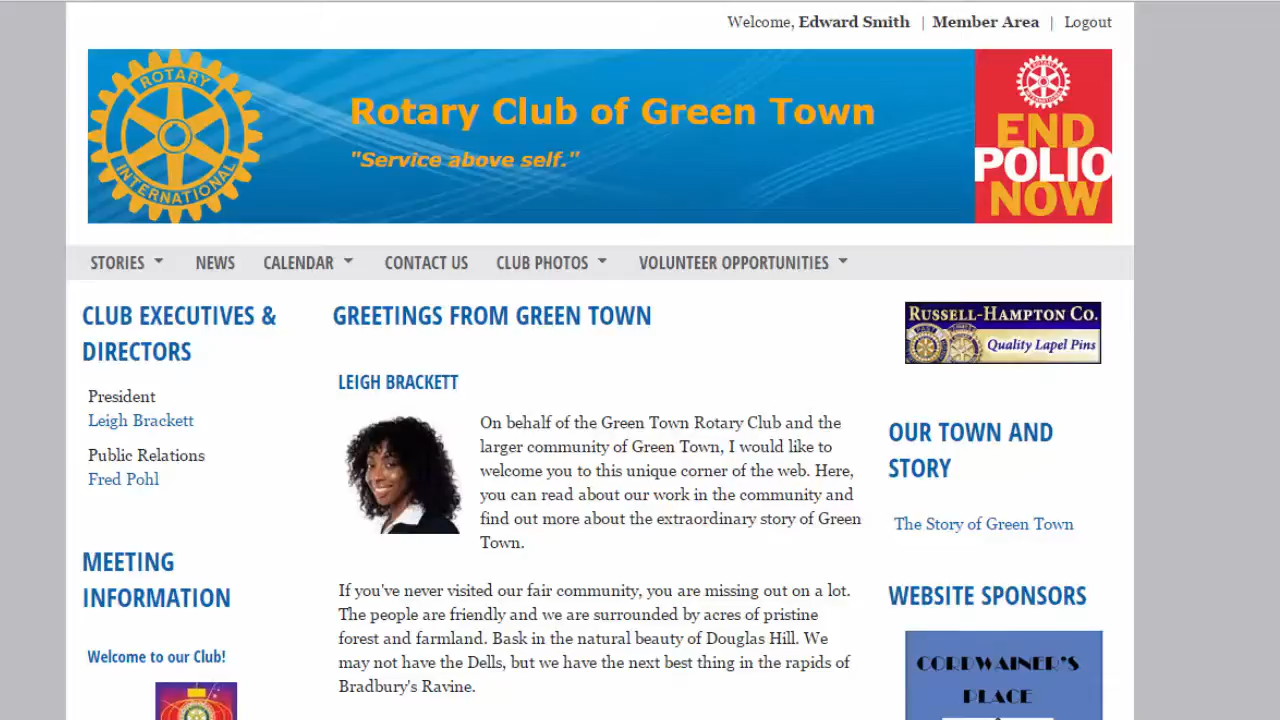 Welcome, Edward Smith | Member Area | Logout
ROTARY
INTERNATIONAL
Rotary Club of Green Town
"Service above self."
END
POLIO
NOW
STORIES
NEWS
CALENDAR
CONTACT US
CLUB PHOTOS
VOLUNTEER OPPORTUNITIES
CLUB EXECUTIVES &
DIRECTORS
President
Leigh Brackett
Public Relations
Fred Pohl
MEETING
INFORMATION
Welcome to our Club!
GREETINGS FROM GREEN TOWN
LEIGH BRACKETT
On behalf of the Green Town Rotary Club and the
larger community of Green Town, I would like to
welcome you to this unique corner of the web. Here,
you can read about our work in the community and
find out more about the extraordinary story of Green
Town.
If you've never visited our fair community, you are missing out on a lot.
The people are friendly and we are surrounded by acres of pristine
forest and farmland. Bask in the natural beauty of Douglas Hill. We
may not have the Dells, but we have the next best thing in the rapids of
Bradbury's Ravine.
RUSSELL-HAMPTON CO.
Quality Lapel Pins
OUR TOWN AND
STORY
The Story of Green Town
WEBSITE SPONSORS
CORDWAINER'S
PLACE